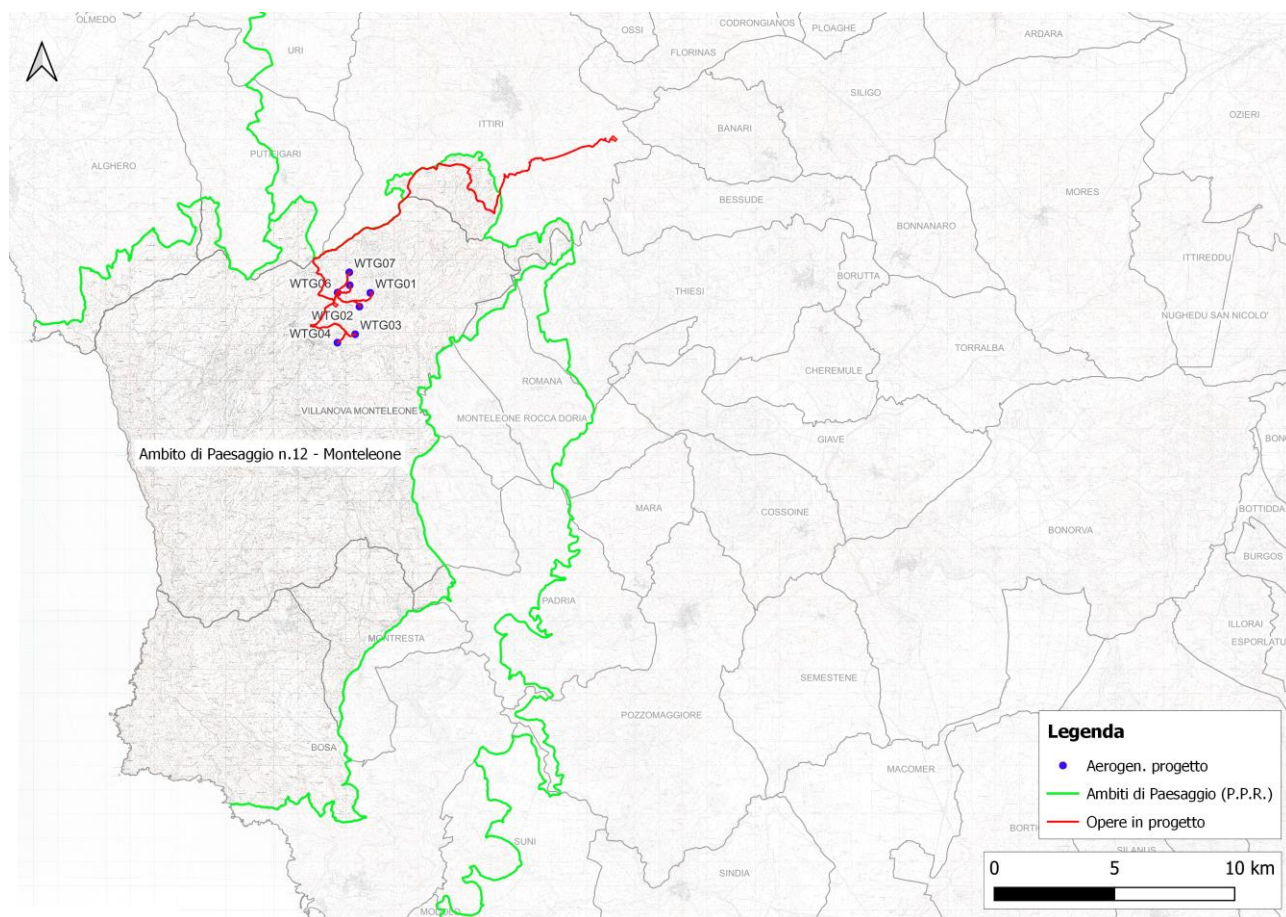 OLMEDO
OSSI
CODRONGIANOS
PLOAGHE
ARDARA
URI
FLORINAS
SILIGO
OZIERI
ITTIRI
BANARI
PUTIFIGARI
ALGHERO
MORES
BESSUDE
BONNANARO
ITTIREDDU
WTG07
WTG06
WTG01
BORUTTA
THIESI
WTG02
NUGHEDU SAN NICOLO'
WTG03
WTG04
TORRALBA
CHEREMULE
ROMANA
VILLANOVA MONTELEONE
MONTELEONE ROCCA DORIA
GIAVE
Ambito di Paesaggio n.12 - Monteleone
MARA
COSSOINE
BOTTIDDA
BONORVA
BURGOS
PADRIA
ILLORAI
MONTRESTA
ESPORLATU
SEMESTENE
POZZOMAGGIORE
Legenda
BOSA
Aerogen. progetto
MACOMER
Ambiti di Paesaggio (P.P.R.)
Opere in progetto
SUNI
SILANUS
0 5 10 km
SINDIA